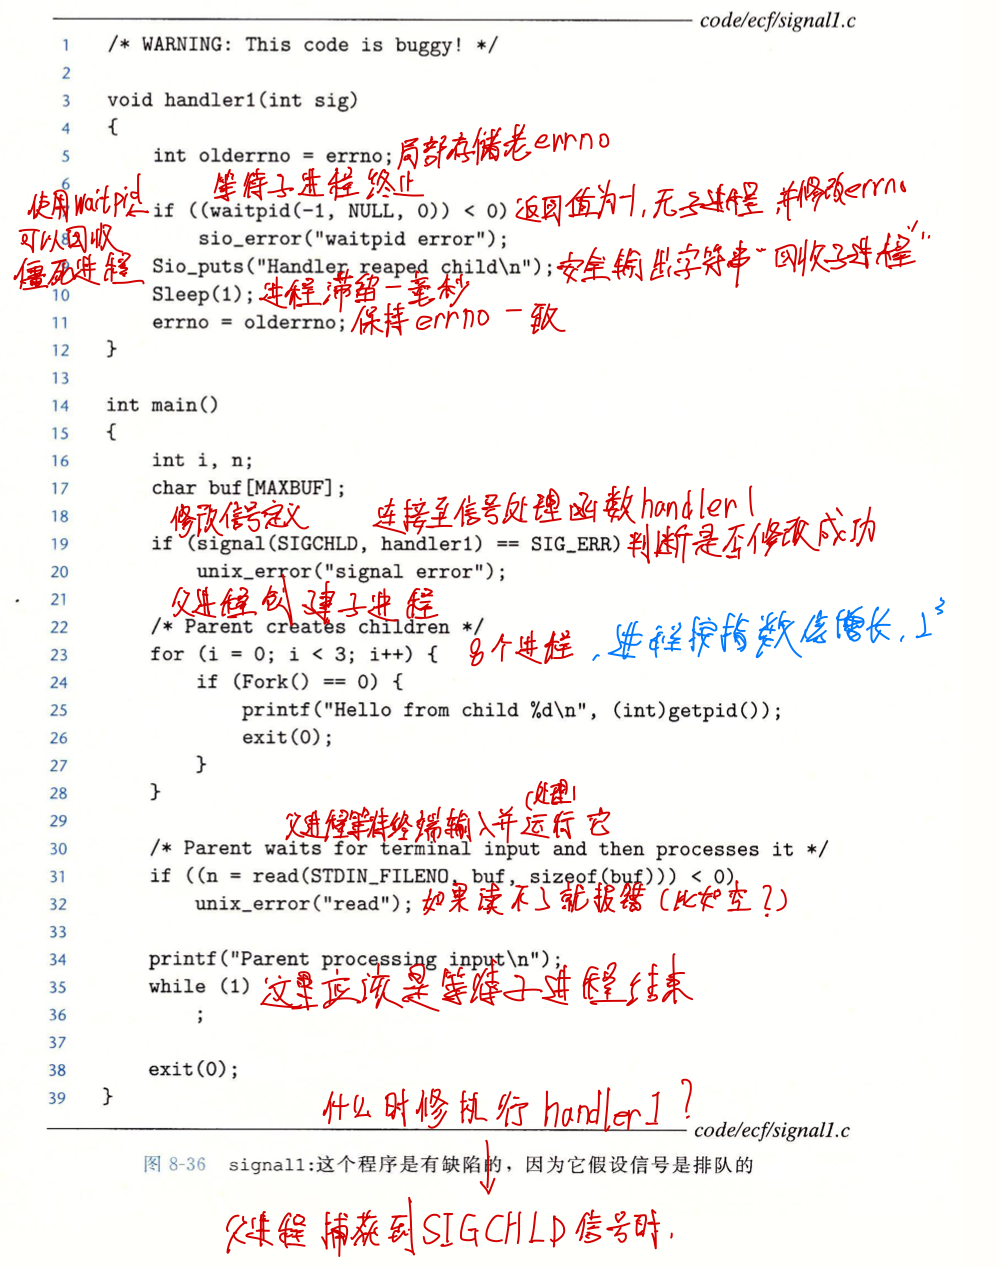 code/ecf/signal1.c
1 /* WARNING: This code is buggy! */
2
3 void handler1(int sig)
4 {
5 int olderrno = errno; 局部存储老errno
6 等待子进程终止
使用waitpid if ((waitpid(-1, NULL, 0)) < 0) 返回值为-1,无子进程,并修改errno
可以回收 8 sio_error("waitpid error");
僵死进程 Sio_puts("Handler reaped child\n"); 安全输出字符串“回收子进程”
10 Sleep(1); 进程滞留一毫秒
11 errno = olderrno; 保持errno一致
12 }
13
14 int main()
15 {
16 int i, n;
17 char buf[MAXBUF];
18 修改信号定义 连接至信号处理函数handler1
19 if (signal(SIGCHLD, handler1) == SIG_ERR) 判断是否修改成功
20 unix_error("signal error");
21 父进程创建子进程
22 /* Parent creates children */
23 for (i = 0; i < 3; i++) { 8个进程,进程按指数倍增长,
24 if (Fork() == 0) {
25 printf("Hello from child %d\n", (int)getpid());
26 exit(0);
27 }
28 }
(处理)
29 父进程等待终端输入并运行它
30 /* Parent waits for terminal input and then processes it */
31 if ((n = read(STDIN_FILENO, buf, sizeof(buf))) < 0)
32 unix_error("read"); 如果读不了就报错(比如空?)
33
34 printf("Parent processing input\n");
35 while (1) 这里应该是等待子进程结束
36 ;
37
38 exit(0);
39 }
什么时候执行handler1?
code/ecf/signal1.c
图 8-36 signal1:这个程序是有缺陷的,因为它假设信号是排队的
父进程捕获到SIGCHLD信号时.